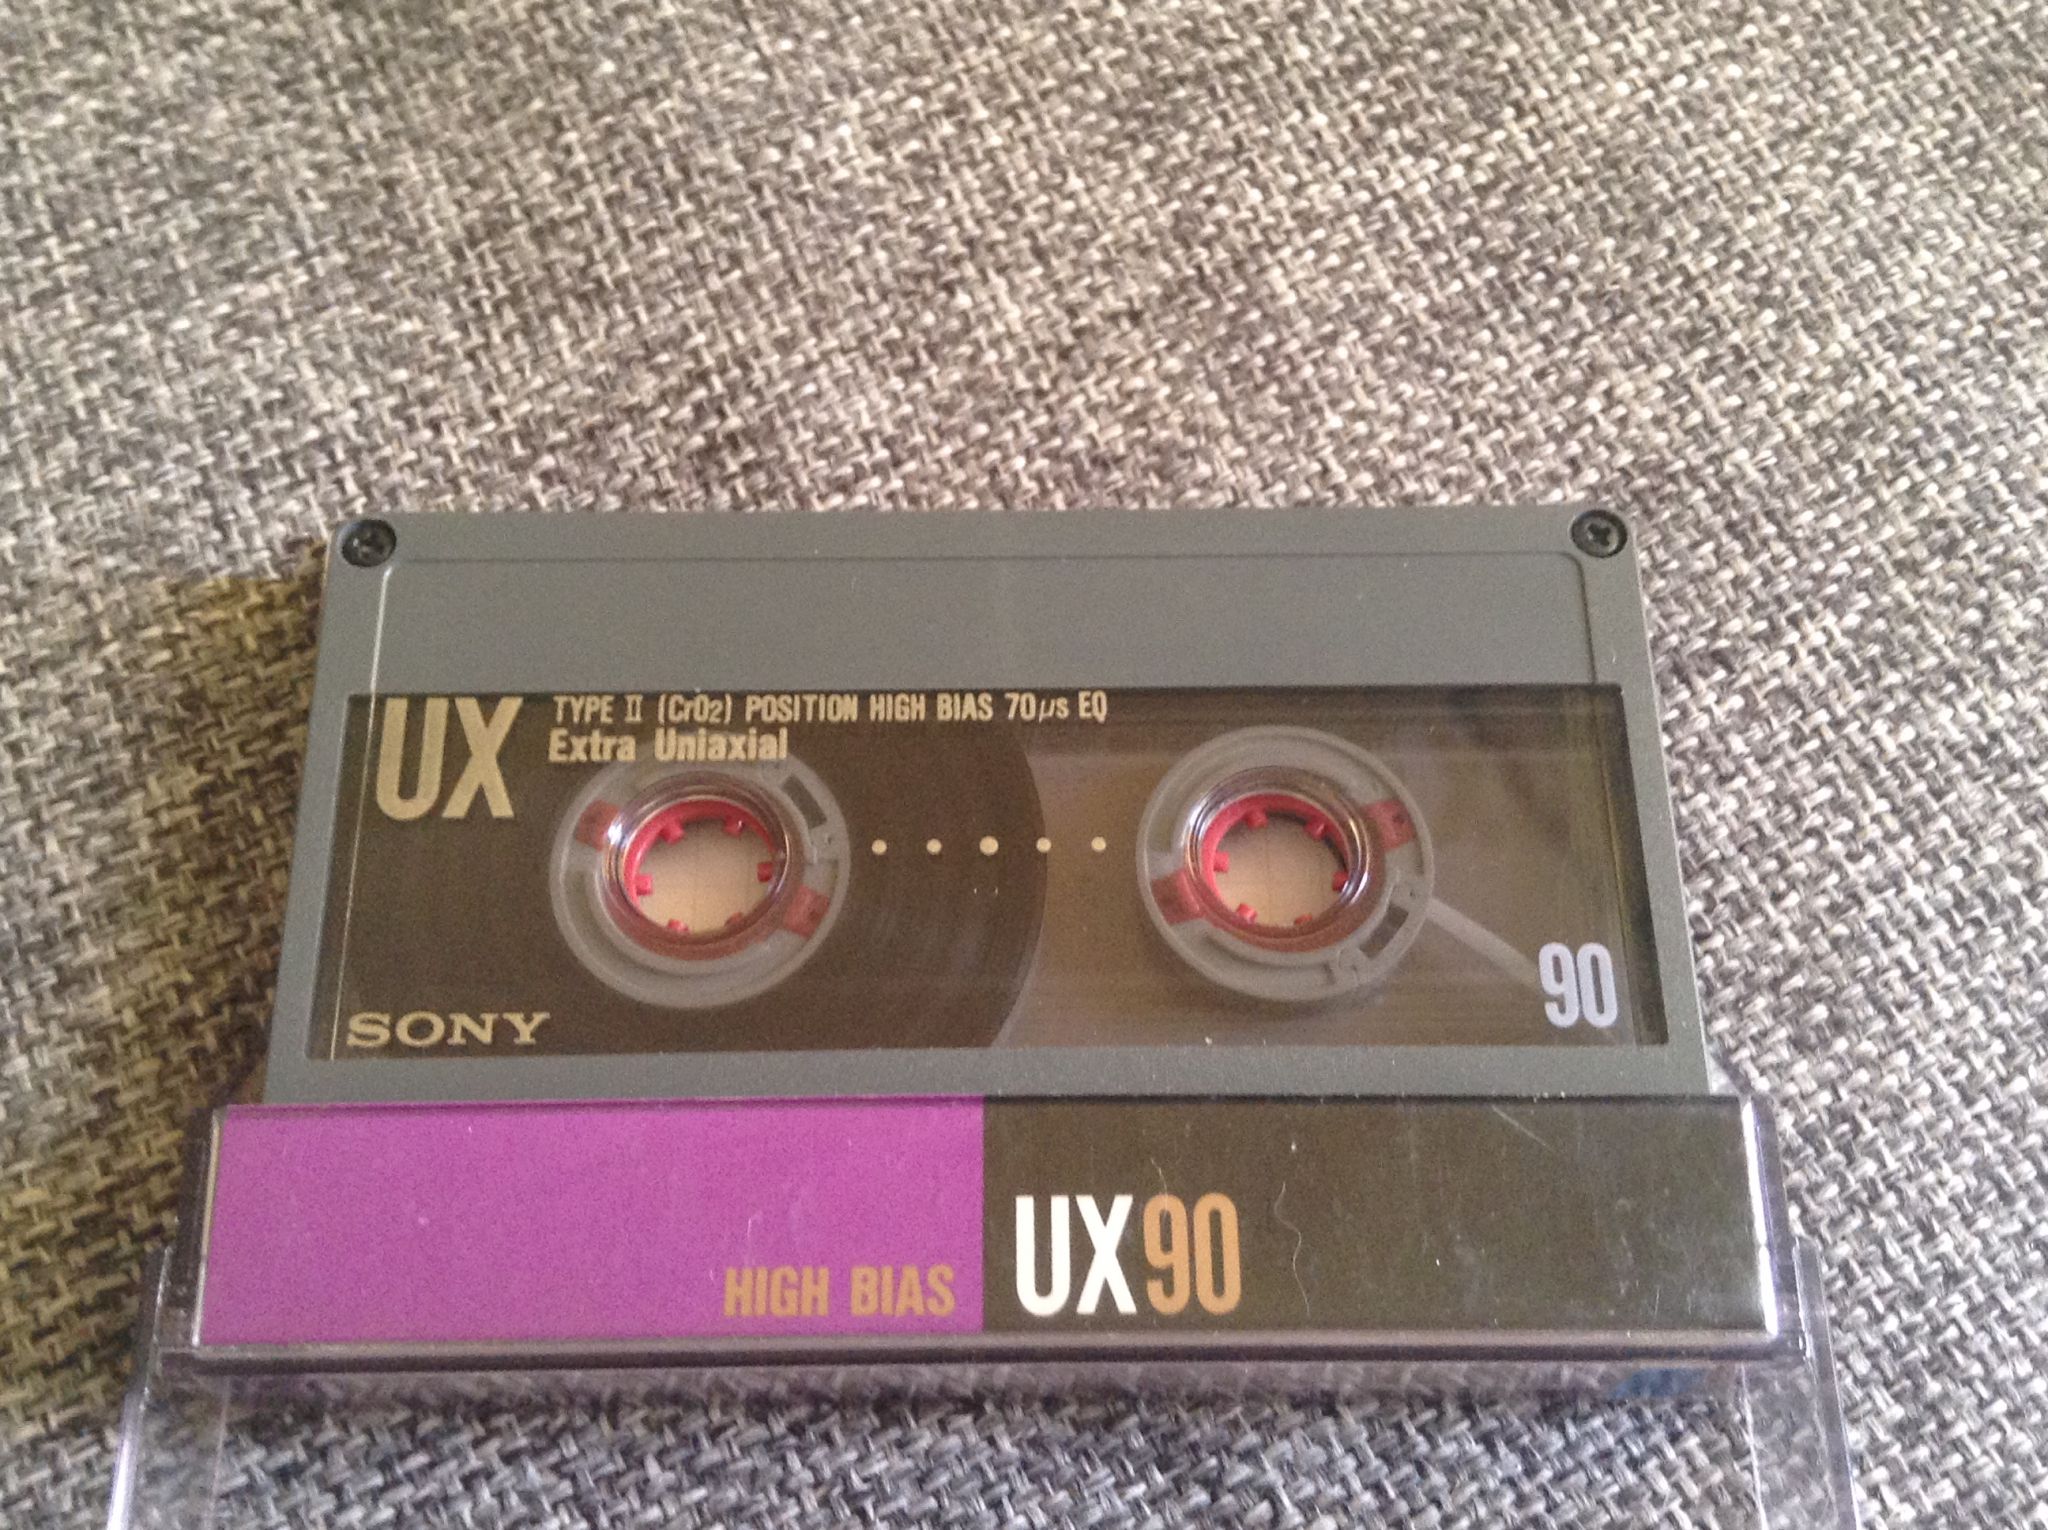 UX
TYPE II (CrO2) POSITION HIGH BIAS 70µs EQ
Extra Uniaxial
SONY
90
HIGH BIAS
UX90